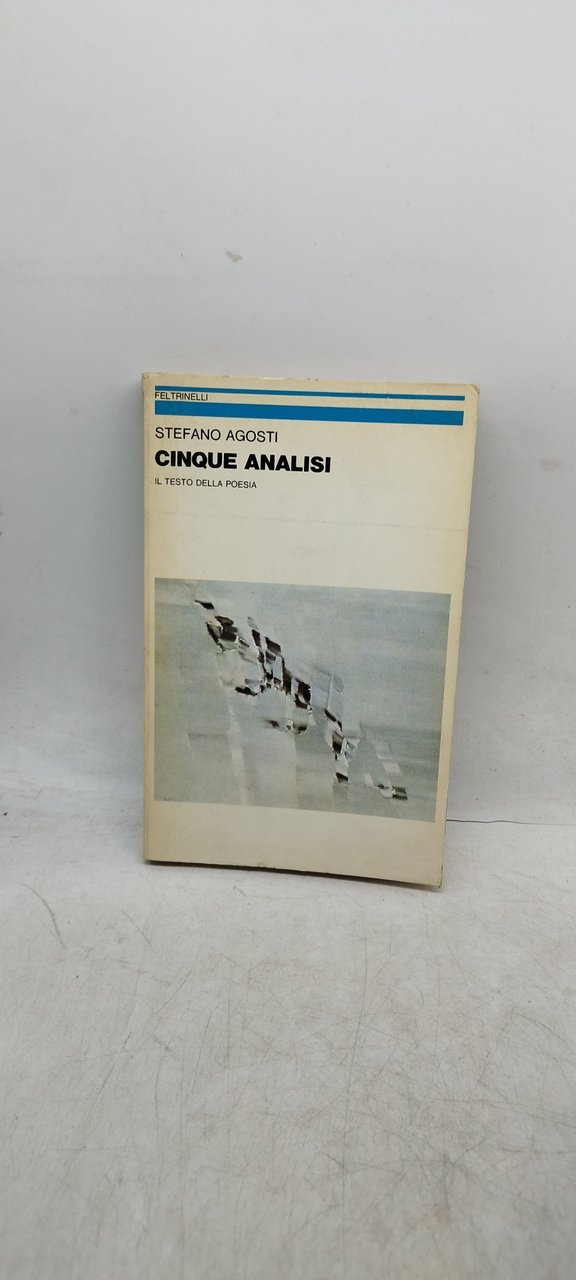 FELTRINELLI
STEFANO AGOSTI
CINQUE ANALISI
IL TESTO DELLA POESIA